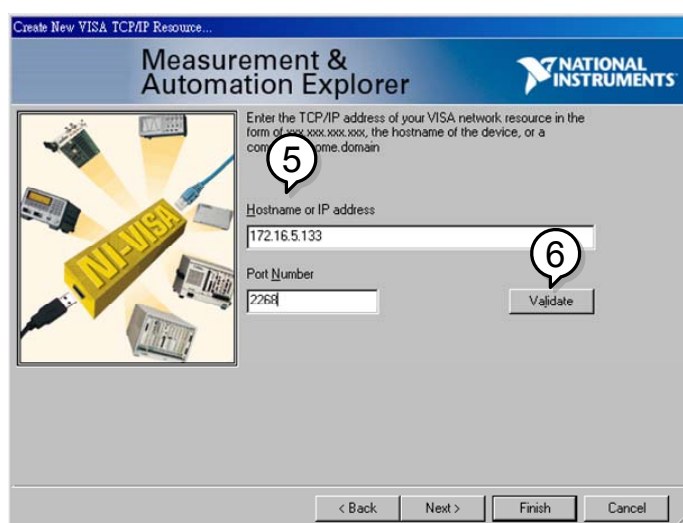 Create New VISA TCP/IP Resource...
Measurement &
Automation Explorer
NATIONAL
INSTRUMENTS
Enter the TCP/IP address of your VISA network resource in the
form of xxx.xxx.xxx.xxx, the hostname of the device, or a
ome.domain
5
Hostname or IP address
172.16.5.133
6
Port Number
2268
Validate
NI-VISA
< Back
Next >
Finish
Cancel